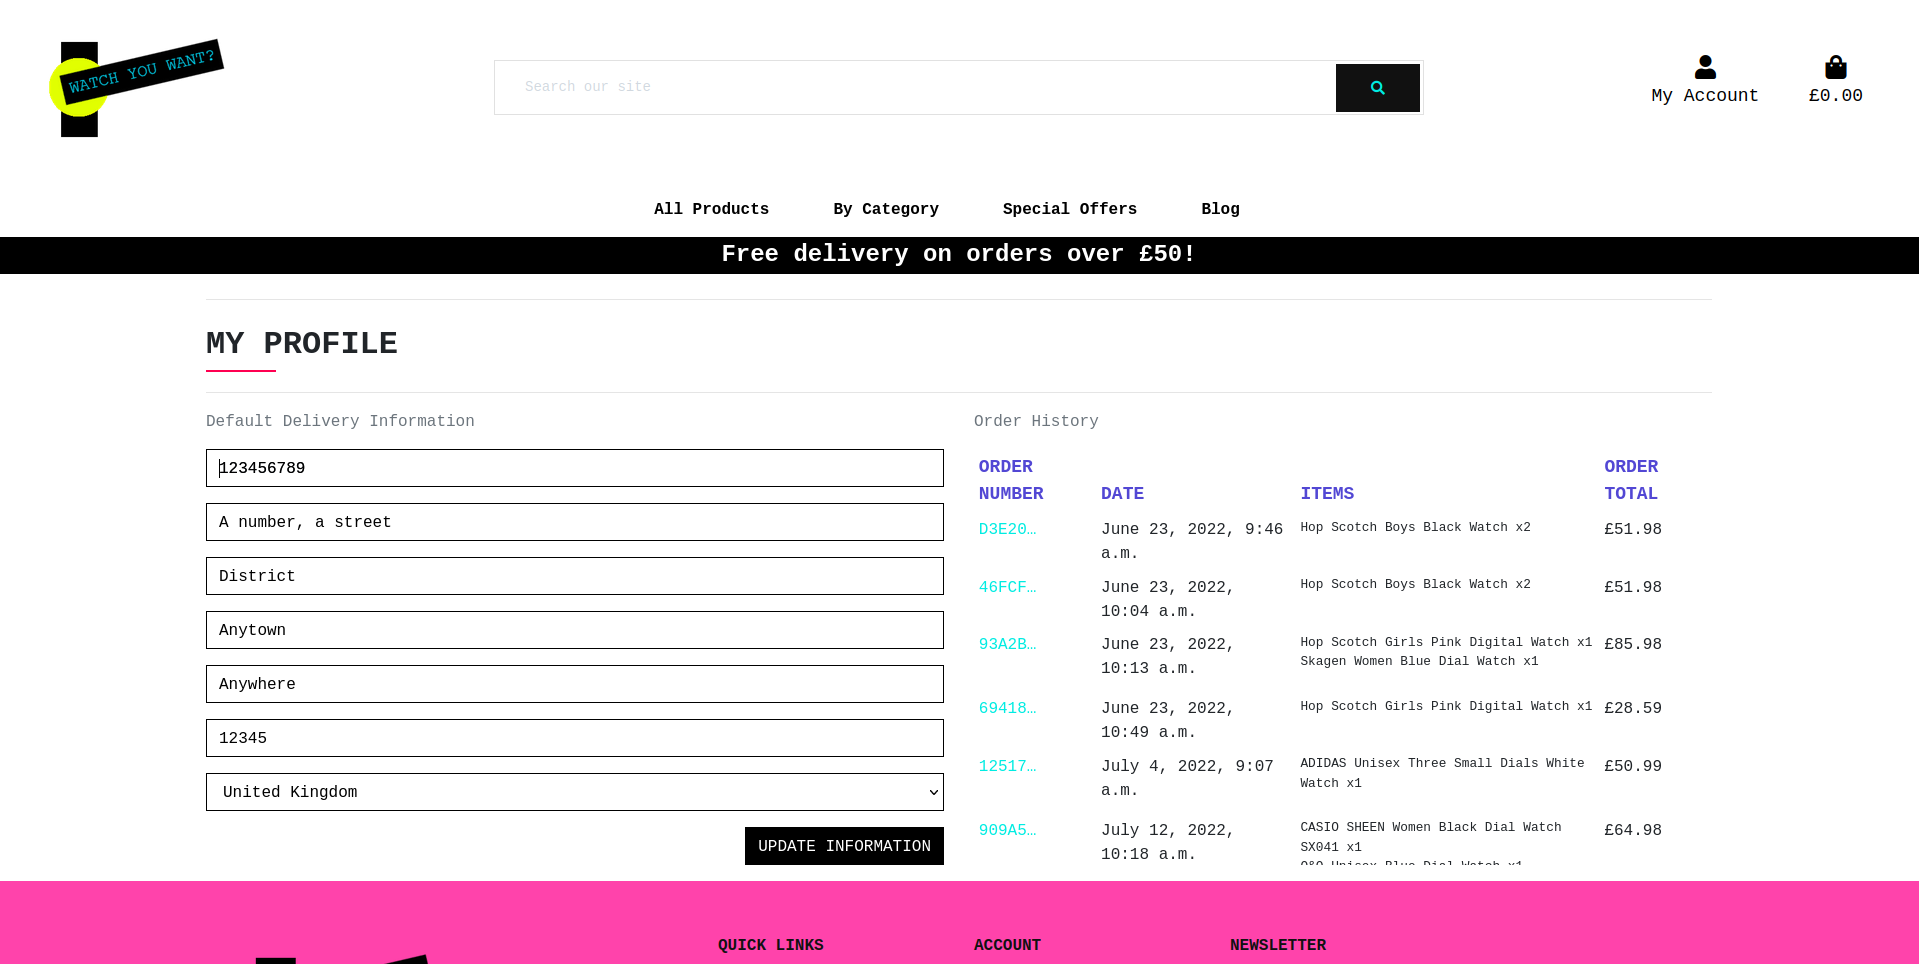 WATCH YOU WANT?
Search our site
My Account
£0.00
All Products By Category Special Offers Blog
Free delivery on orders over £50!
MY PROFILE
Default Delivery Information
123456789
A number, a street
District
Anytown
Anywhere
12345
United Kingdom
UPDATE INFORMATION
Order History
ORDER NUMBER DATE ITEMS ORDER TOTAL
D3E20… June 23, 2022, 9:46 Hop Scotch Boys Black Watch x2 £51.98
a.m.
46FCF… June 23, 2022, Hop Scotch Boys Black Watch x2 £51.98
10:04 a.m.
93A2B… June 23, 2022, Hop Scotch Girls Pink Digital Watch x1 £85.98
10:13 a.m. Skagen Women Blue Dial Watch x1
69418… June 23, 2022, Hop Scotch Girls Pink Digital Watch x1 £28.59
10:49 a.m.
12517… July 4, 2022, 9:07 ADIDAS Unisex Three Small Dials White £50.99
a.m. Watch x1
909A5… July 12, 2022, CASIO SHEEN Women Black Dial Watch £64.98
10:18 a.m. SX041 x1
Unisex Blue Dial Watch x1
QUICK LINKS ACCOUNT NEWSLETTER